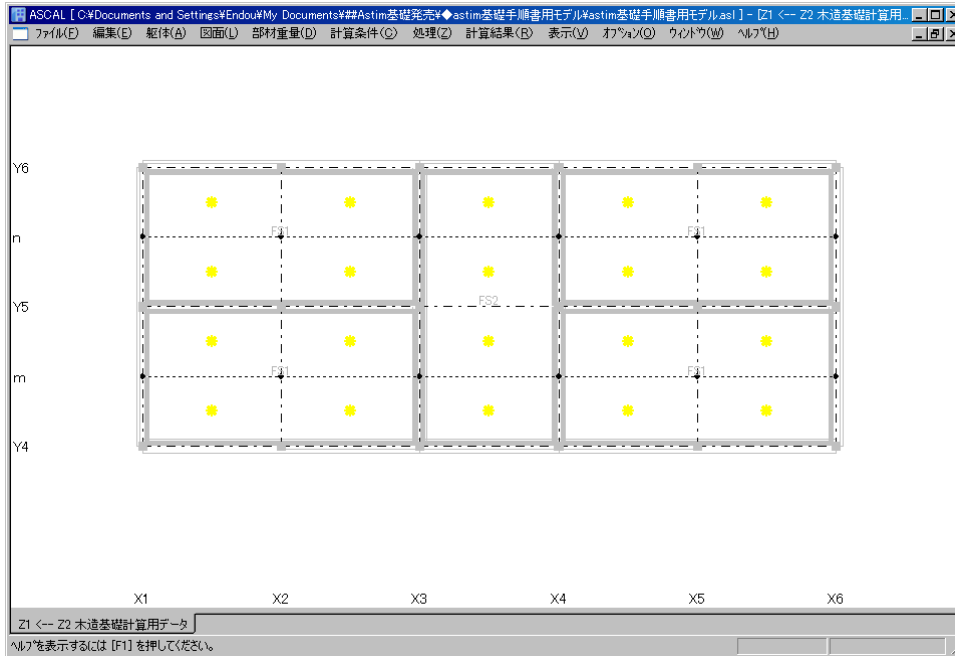 ASCAL [ C:¥Documents and Settings¥Endou¥My Documents¥##Astim基礎発売¥◆astim基礎手順書用モデル¥astim基礎手順書用モデル.asl ] - [Z1 <-- Z2 木造基礎計算用...
ファイル(F) 編集(E) 躯体(A) 図面(L) 部材重量(D) 計算条件(C) 処理(Z) 計算結果(R) 表示(V) オプション(O) ウィンドウ(W) ヘルプ(H)
Y6
n
FS1 FS1
Y5
FS2
m
FS1 FS1
Y4
X1 X2 X3 X4 X5 X6
Z1 <-- Z2 木造基礎計算用データ
ヘルプを表示するには [F1] を押してください。